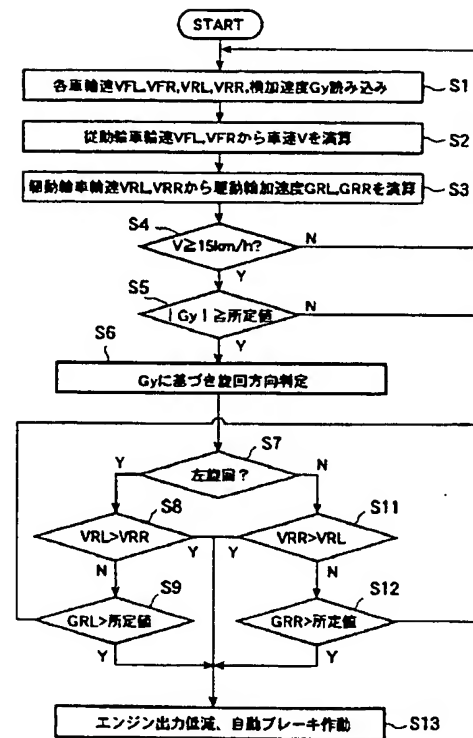 START
各車輪速VFL,VFR,VRL,VRR,横加速度Gy読み込み
S1
従動輪車輪速VFL,VFRから車速Vを演算
S2
駆動輪車輪速VRL,VRRから駆動輪加速度GRL,GRRを演算
S3
S4
V≧15km/h?
N
Y
S5
|Gy|≧所定値
N
Y
S6
Gyに基づき旋回方向判定
S7
Y
左旋回?
N
S8
VRL>VRR
Y
N
S11
VRR>VRL
Y
N
S9
GRL>所定値
Y
S12
GRR>所定値
Y
エンジン出力低減、自動ブレーキ作動
S13